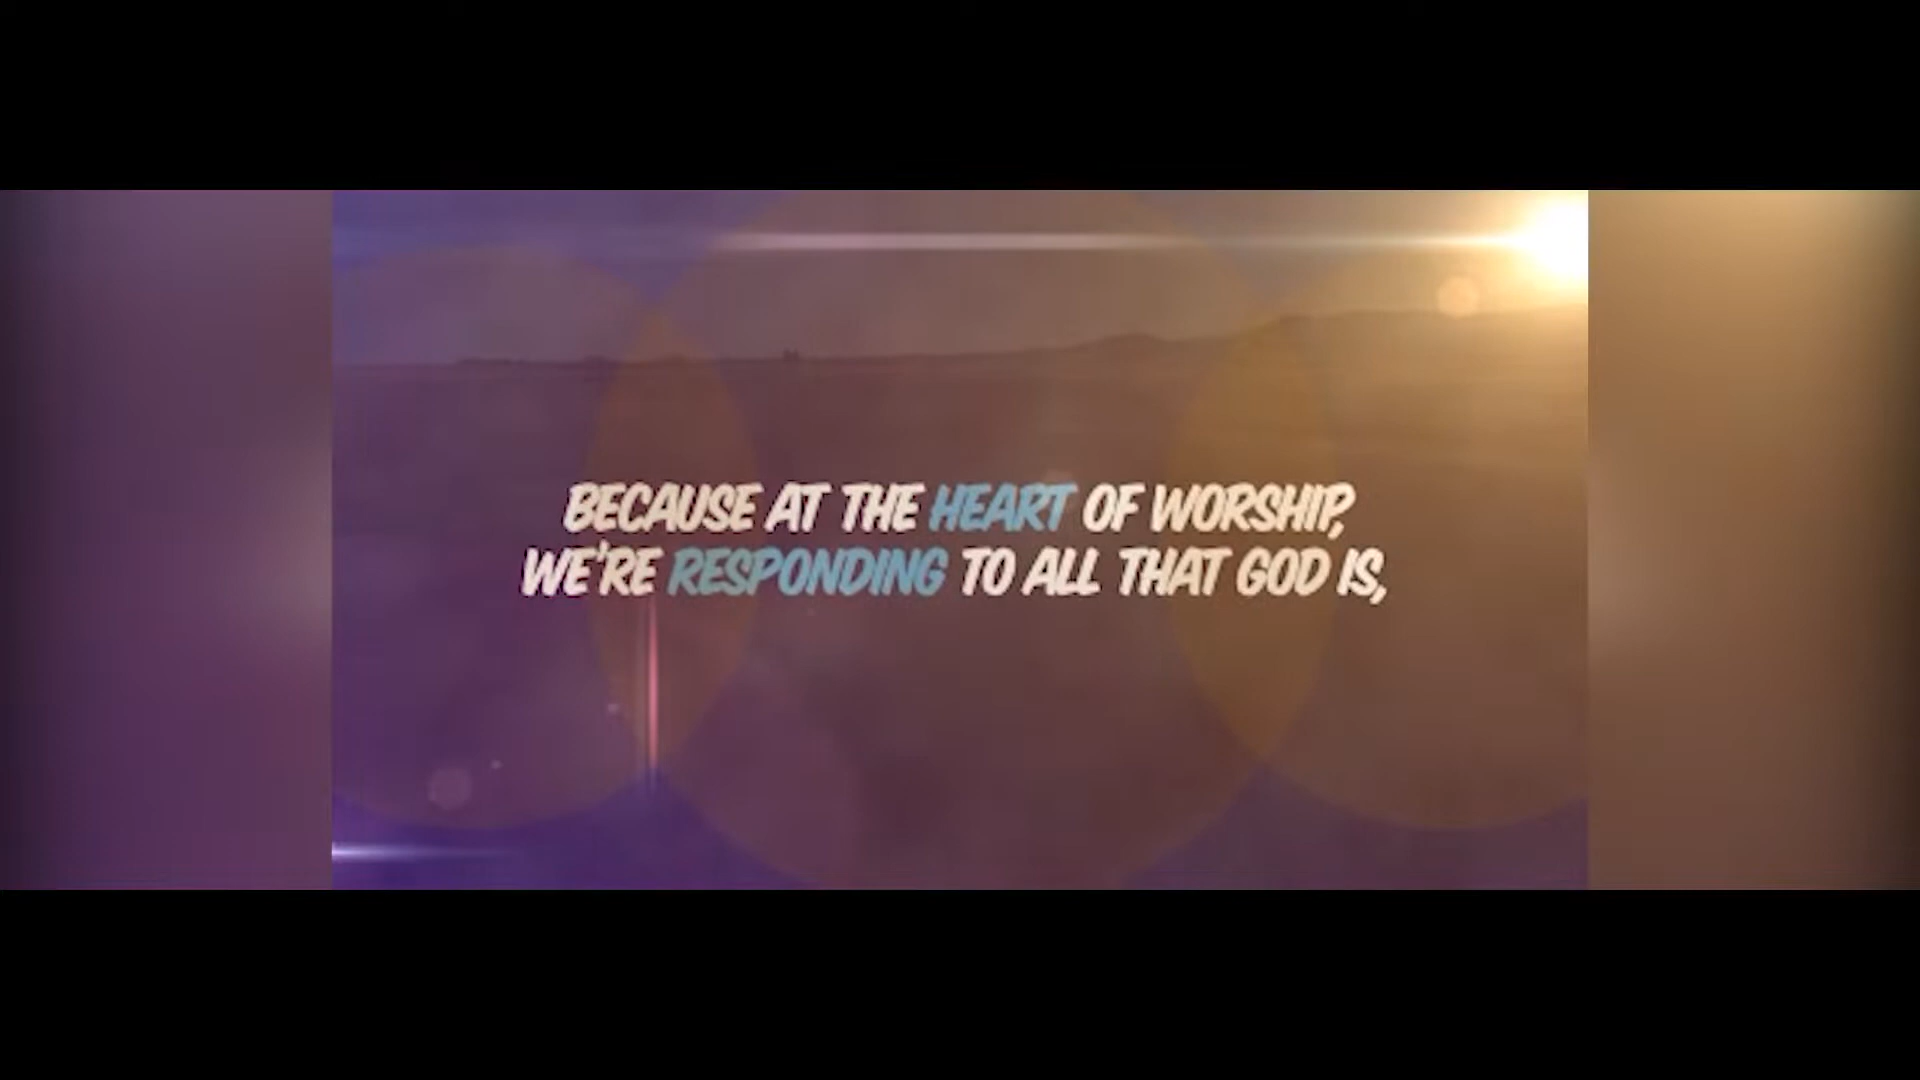 BECAUSE AT THE HEART OF WORSHIP,
WE'RE RESPONDING TO ALL THAT GOD IS,